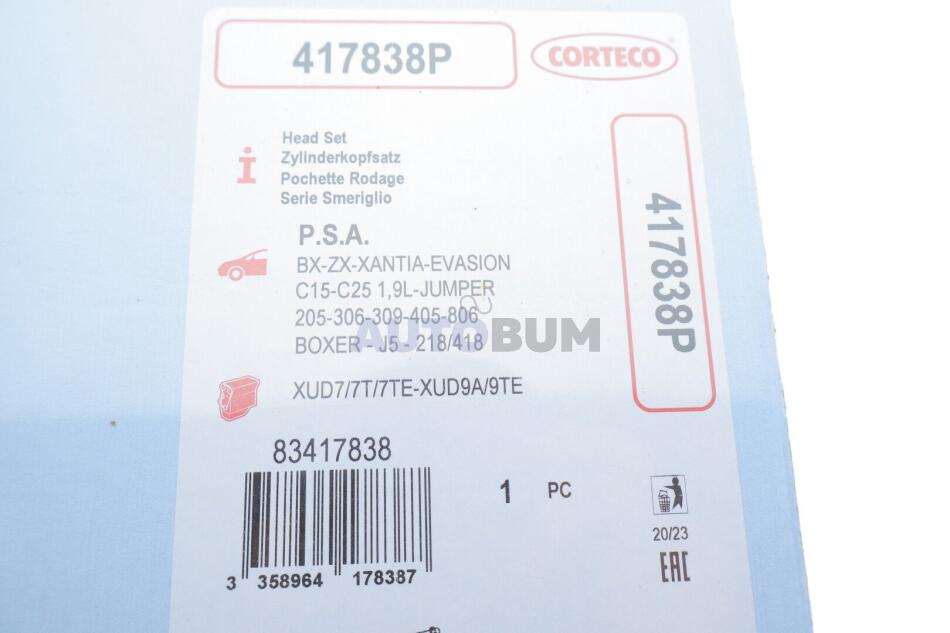 417838P
CORTECO
Head Set
Zylinderkopfsatz
Pochette Rodage
Serie Smeriglio
417838P
P.S.A.
BX-ZX-XANTIA-EVASION
C15-C25 1,9L-JUMPER
205-306-309-405-806
BOXER - J5 - 218/418
AUTOBUM
XUD7/7T/7TE-XUD9A/9TE
83417838
1 PC
20/23
EAC
3 358964 178387